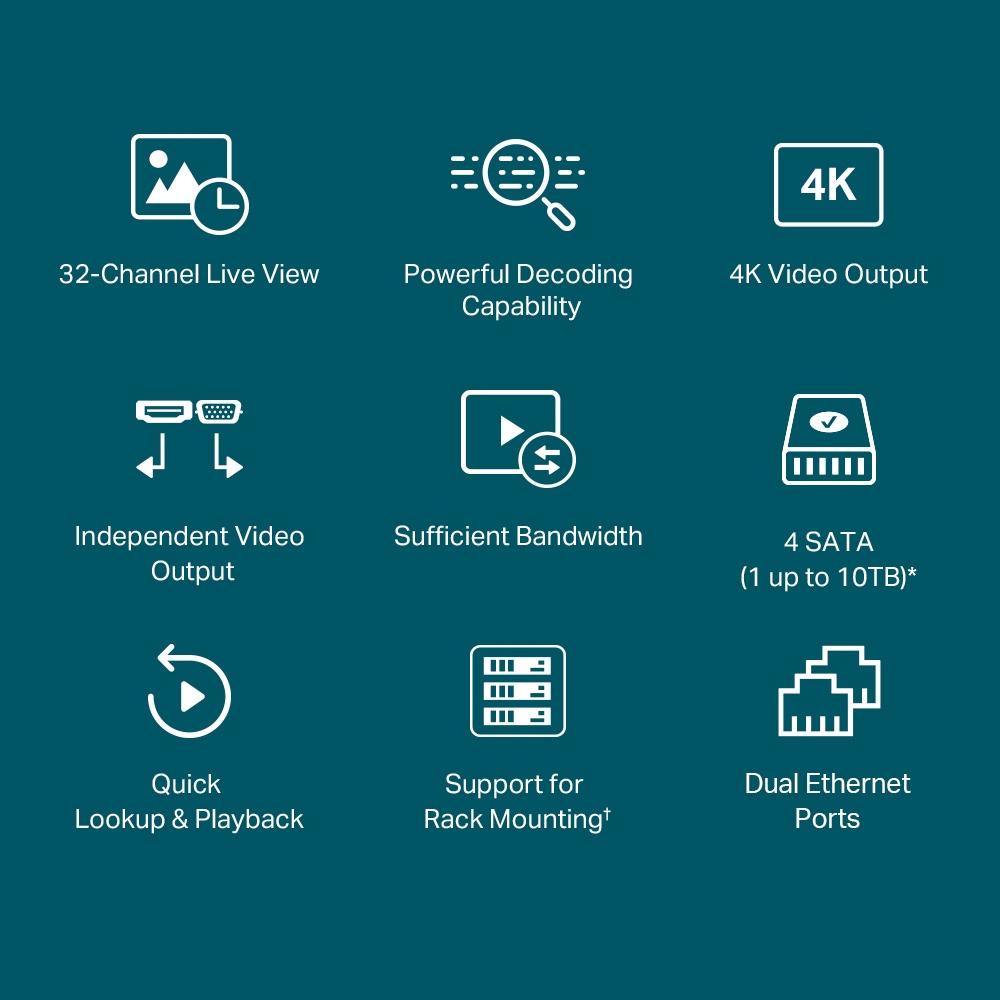 32-Channel Live View
Powerful Decoding
Capability
4K
4K Video Output
Independent Video
Output
Sufficient Bandwidth
4 SATA
(1 up to 10TB)*
Quick
Lookup & Playback
Support for
Rack Mounting†
Dual Ethernet
Ports